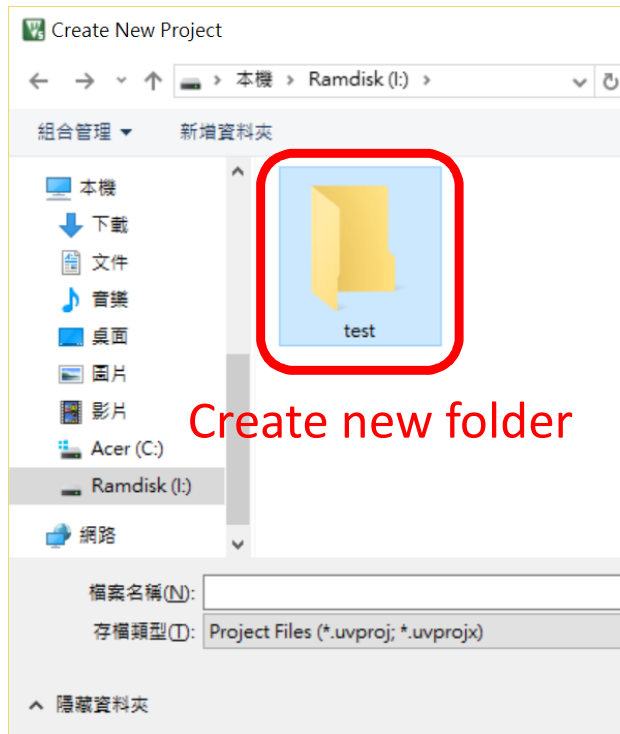 Create New Project
本機 › Ramdisk (I:) ›
組合管理 新增資料夾
本機
下載
文件
音樂
桌面
圖片
影片
Acer (C:)
Ramdisk (I:)
網路
test
Create new folder
檔案名稱(N):
存檔類型(T): Project Files (*.uvproj; *.uvprojx)
隱藏資料夾